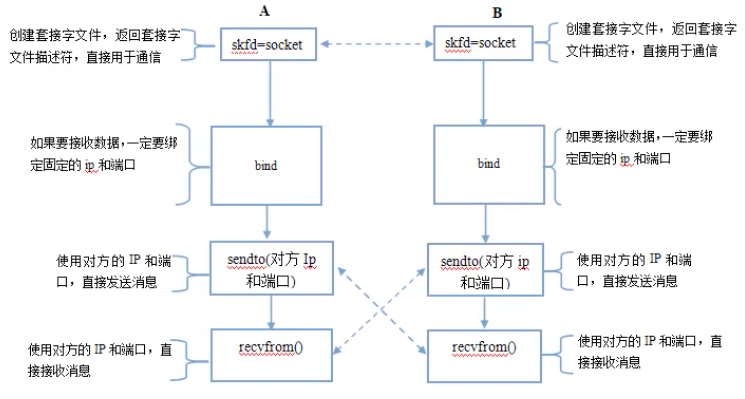 A
B
创建套接字文件，返回套接字
文件描述符，直接用于通信
skfd=socket
skfd=socket
创建套接字文件，返回套接字
文件描述符，直接用于通信
如果要接收数据,一定要绑
定固定的 ip 和端口
bind
bind
如果要接收数据,一定要绑
定固定的 ip 和端口
使用对方的 IP 和端
口，直接发送消息
sendto(对方 Ip
和端口)
sendto(对方 ip
和端口)
使用对方的 IP 和端
口，直接发送消息
使用对方的 IP 和端口，直
接接收消息
recvfrom()
recvfrom()
使用对方的 IP 和端口，直
接接收消息